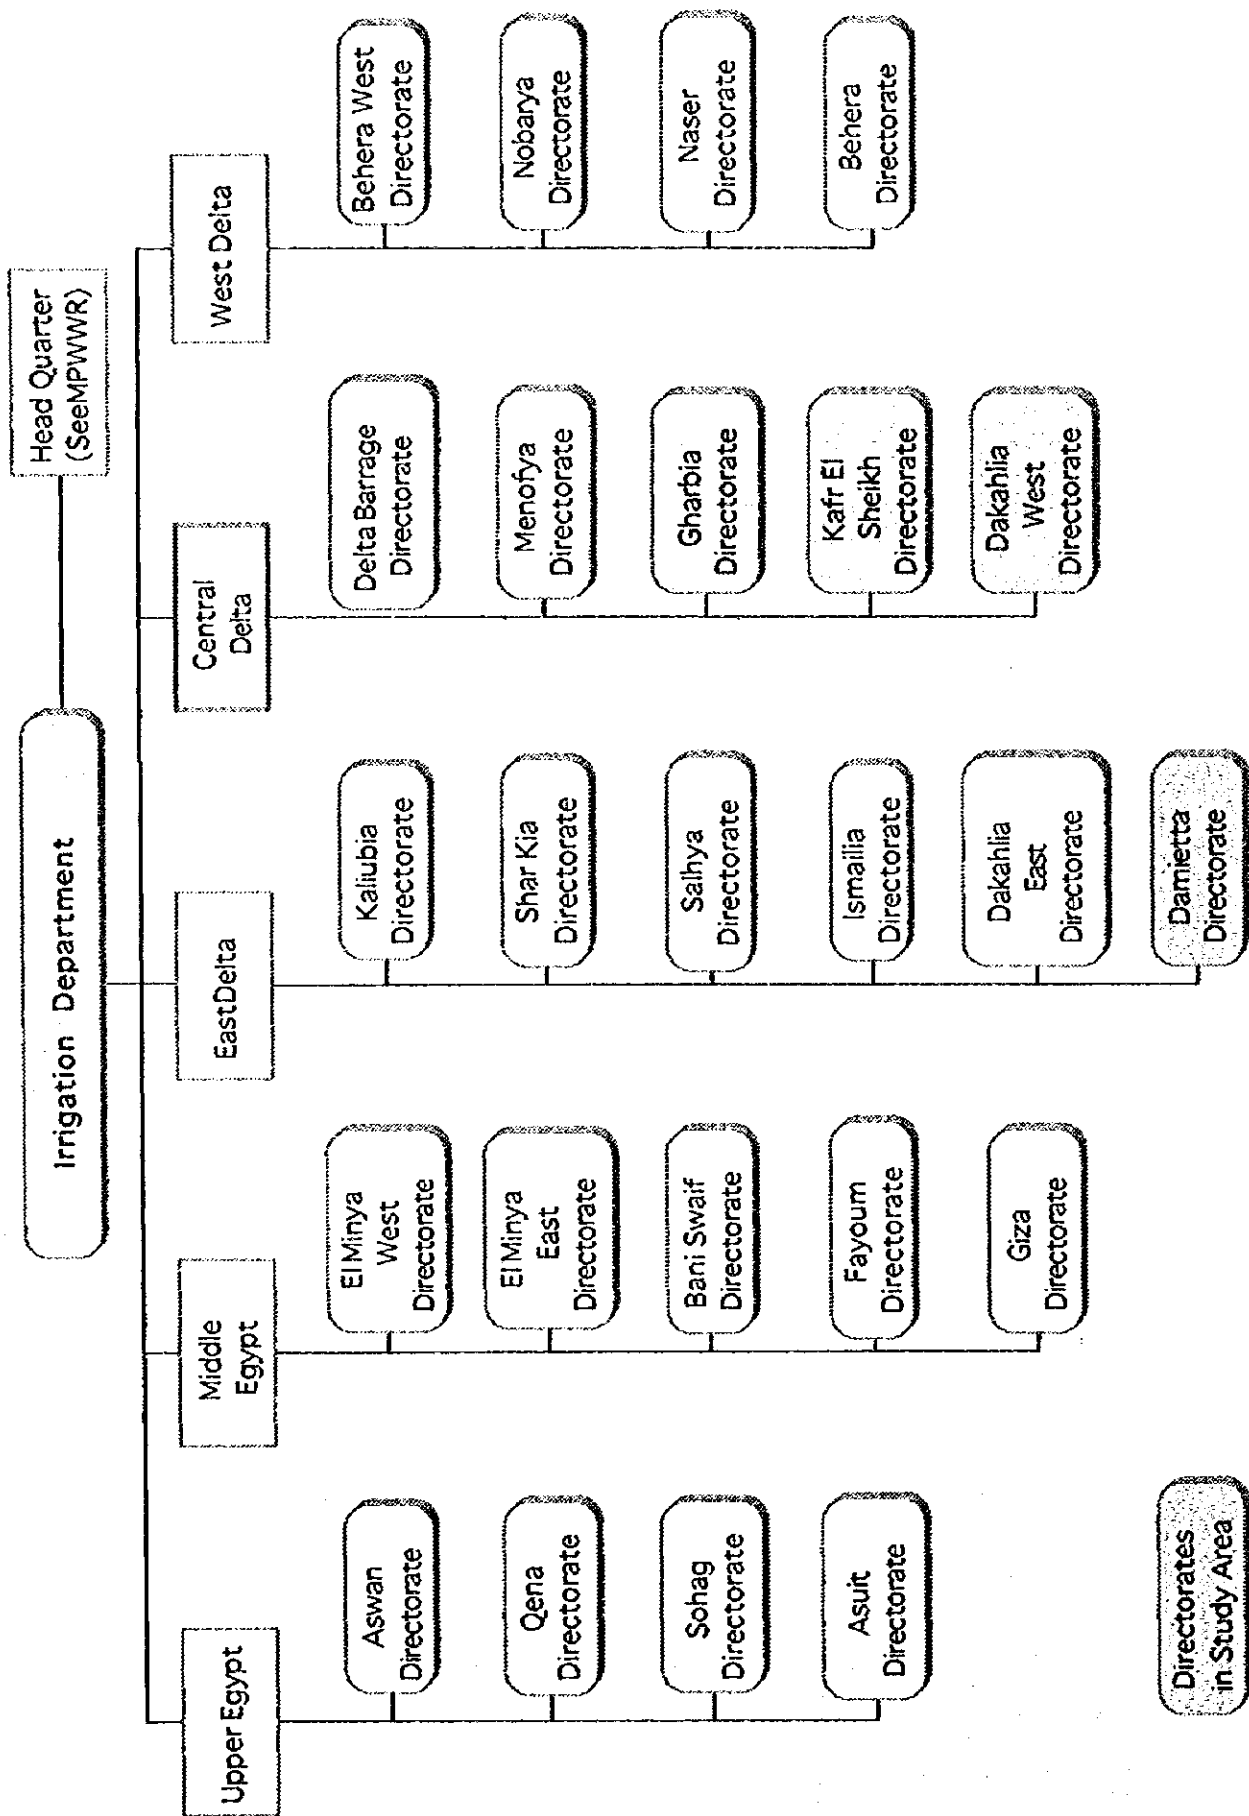 Irrigation Department
Head Quarter
(SeeMPWWR)
Upper Egypt
Aswan
Directorate
Qena
Directorate
Sohag
Directorate
Asuit
Directorate
Middle
Egypt
El Minya
West
Directorate
El Minya
East
Directorate
Bani Swaif
Directorate
Fayoum
Directorate
Giza
Directorate
EastDelta
Kaliubia
Directorate
Shar Kia
Directorate
Salhya
Directorate
Ismailia
Directorate
Dakahlia
East
Directorate
Damietta
Directorate
Central
Delta
Delta Barrage
Directorate
Menofya
Directorate
Gharbia
Directorate
Kafr El
Sheikh
Directorate
Dakahlia
West
Directorate
West Delta
Behera West
Directorate
Nobarya
Directorate
Naser
Directorate
Behera
Directorate
Directorates
in Study Area